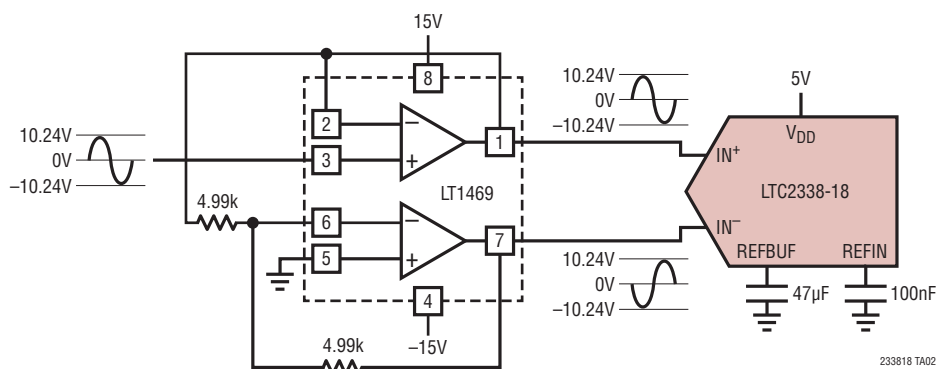 15V
8
10.24V
0V
–10.24V
5V
2
–
10.24V
0V
–10.24V
3
+
1
VDD
IN+
LT1469
LTC2338-18
4.99k
6
–
5
+
7
IN–
REFBUF
REFIN
10.24V
0V
–10.24V
4
–15V
47µF
100nF
4.99k
233818 TA02